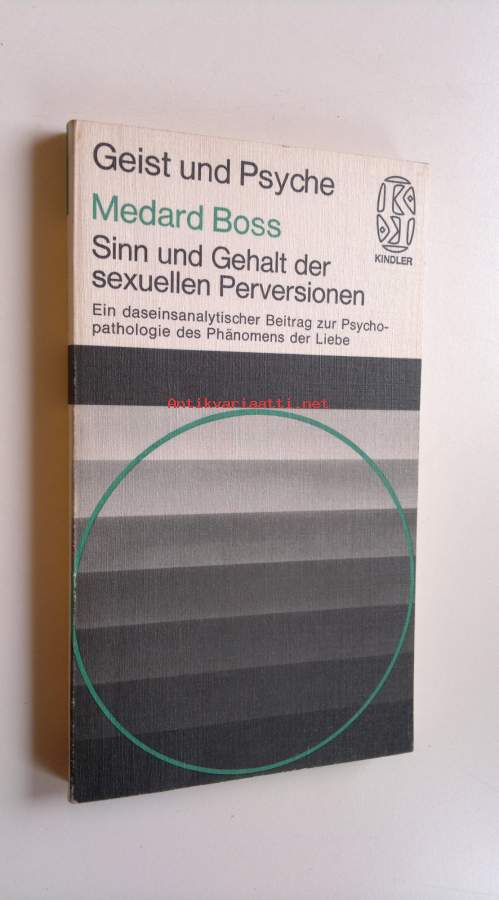 Geist und Psyche
Medard Boss
Sinn und Gehalt der
sexuellen Perversionen
KINDLER
Ein daseinsanalytischer Beitrag zur Psycho-
pathologie des Phänomens der Liebe
Antikvariaatti.net